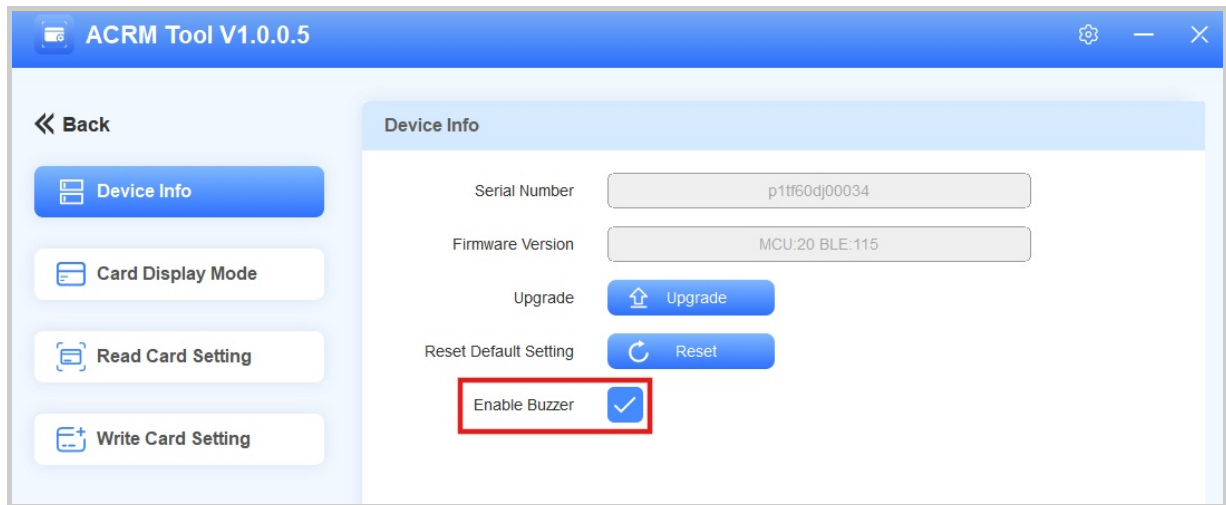 ACRM Tool V1.0.0.5
Back
Device Info
Card Display Mode
Read Card Setting
Write Card Setting
Device Info
Serial Number p1tf60dj00034
Firmware Version MCU:20 BLE:115
Upgrade Upgrade
Reset Default Setting Reset
Enable Buzzer